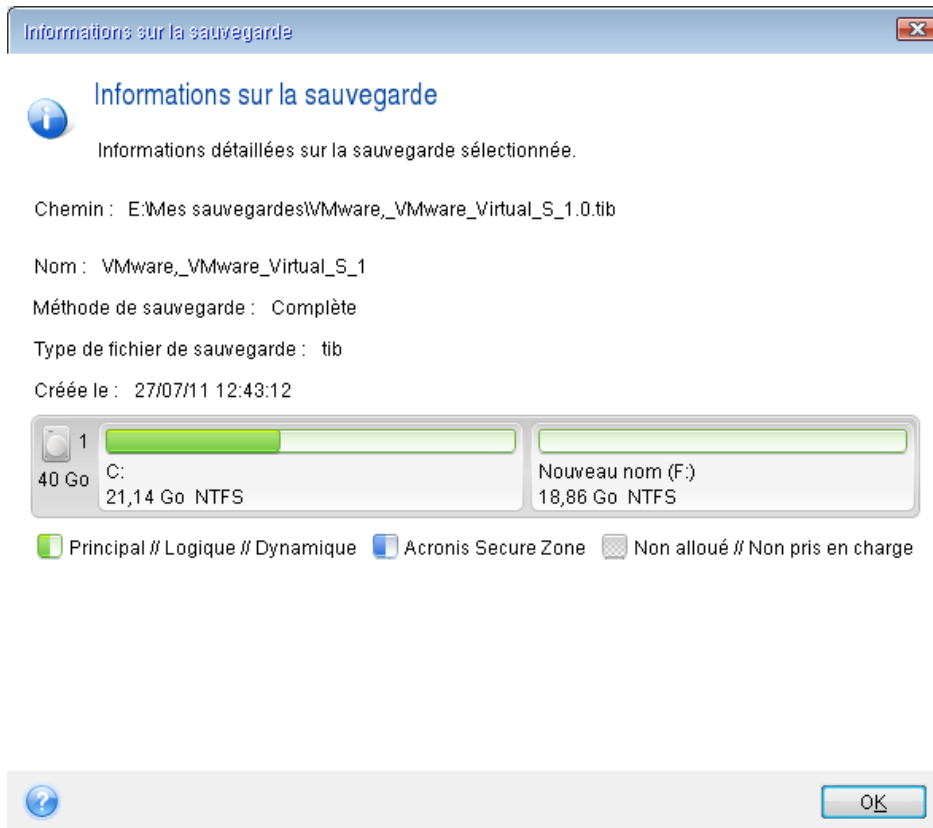 Informations sur la sauvegarde
Informations sur la sauvegarde
Informations détaillées sur la sauvegarde sélectionnée.
Chemin : E:\Mes sauvegardes\VMware,_VMware_Virtual_S_1.0.tib
Nom : VMware,_VMware_Virtual_S_1
Méthode de sauvegarde : Complète
Type de fichier de sauvegarde : tib
Créée le : 27/07/11 12:43:12
1
40 Go
C:
21,14 Go NTFS
Nouveau nom (F:)
18,86 Go NTFS
Principal // Logique // Dynamique Acronis Secure Zone Non alloué // Non pris en charge
OK